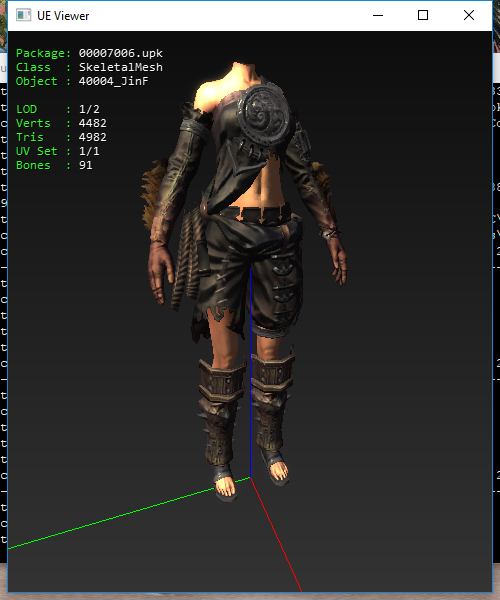 UE Viewer
Package: 00007006.upk
Class : SkeletalMesh
Object : 40004_JinF
LOD : 1/2
Verts : 4482
Tris : 4982
UV Set : 1/1
Bones : 91